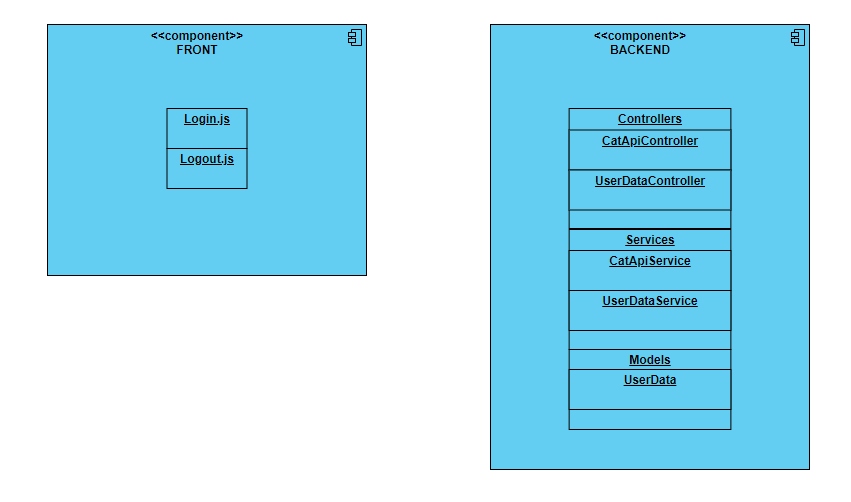 <<component>>
FRONT
Login.js
Logout.js
<<component>>
BACKEND
Controllers
CatApiController
UserDataController
Services
CatApiService
UserDataService
Models
UserData